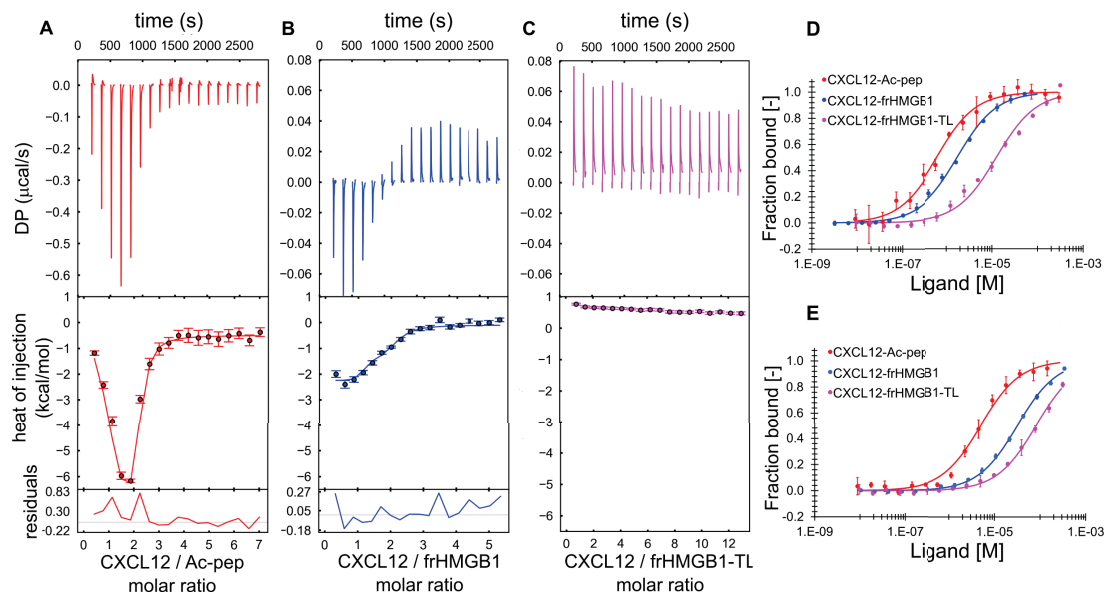 A
time (s)
0 500 1000 1500 2000 2500
0.0
−0.1
−0.2
−0.3
−0.4
−0.5
−0.6
DP (µcal/s)
1
−0
−1
−2
−3
−4
−5
−6
heat of injection
(kcal/mol)
0.83
0.30
-0.22
residuals
0 1 2 3 4 5 6 7
CXCL12 / Ac-pep
molar ratio
B
time (s)
0 500 1000 1500 2000 2500
0.08
0.06
0.04
0.02
0.00
−0.02
−0.04
−0.06
1
−0
−1
−2
−3
−4
−5
−6
0.27
0.05
−0.18
0 1 2 3 4 5
CXCL12 / frHMGB1
molar ratio
C
time (s)
0 500 1000 1500 2000 2500
0.08
0.06
0.04
0.02
0.00
−0.02
−0.04
−0.06
1
−0
−1
−2
−3
−4
−5
−6
0 2 4 6 8 10 12
CXCL12 / frHMGB1-TL
molar ratio
D
CXCL12-Ac-pep
CXCL12-frHMGB1
CXCL12-frHMGB1-TL
1.0
0.8
0.6
0.4
0.2
0.0
-0.2
Fraction bound [-]
1.E-09 1.E-07 1.E-05 1.E-03
Ligand [M]
E
CXCL12-Ac-pep
CXCL12-frHMGB1
CXCL12-frHMGB1-TL
1.0
0.8
0.6
0.4
0.2
0.0
-0.2
Fraction bound [-]
1.E-09 1.E-07 1.E-05 1.E-03
Ligand [M]